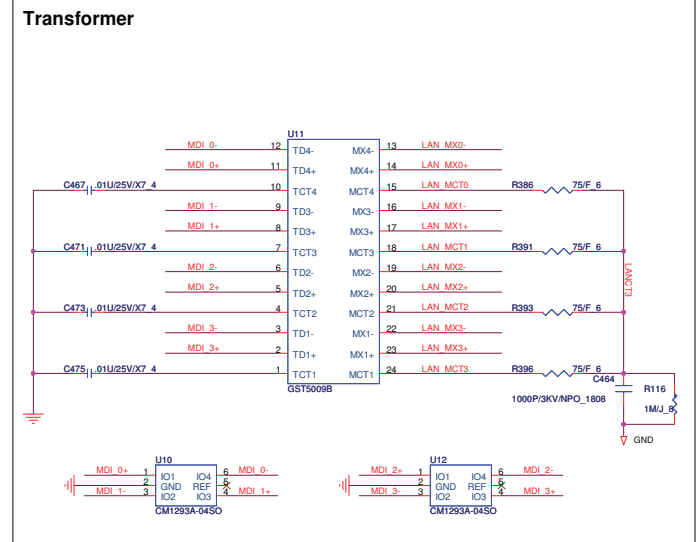 Transformer
U11
MDI_0- 12 TD4- MX4- 13 LAN_MX0-
MDI_0+ 11 TD4+ MX4+ 14 LAN_MX0+
C467 .01U/25V/X7_4 10 TCT4 MCT4 15 LAN_MCT0 R386 75/F_6
MDI_1- 9 TD3- MX3- 16 LAN_MX1-
MDI_1+ 8 TD3+ MX3+ 17 LAN_MX1+
C471 .01U/25V/X7_4 7 TCT3 MCT3 18 LAN_MCT1 R391 75/F_6
MDI_2- 6 TD2- MX2- 19 LAN_MX2-
LANCT3
MDI_2+ 5 TD2+ MX2+ 20 LAN_MX2+
C473 .01U/25V/X7_4 4 TCT2 MCT2 21 LAN_MCT2 R393 75/F_6
MDI_3- 3 TD1- MX1- 22 LAN_MX3-
MDI_3+ 2 TD1+ MX1+ 23 LAN_MX3+
C475 .01U/25V/X7_4 1 TCT1 MCT1 24 LAN_MCT3 R396 75/F_6
GST5009B
C464
1000P/3KV/NPO_1808
R116
1M/J_8
GND
U10
MDI_0+ 1 IO1 IO4 6 MDI_0-
2 GND REF 5
MDI_1- 3 IO2 IO3 4 MDI_1+
CM1293A-04SO
U12
MDI_2+ 1 IO1 IO4 6 MDI_2-
2 GND REF 5
MDI_3- 3 IO2 IO3 4 MDI_3+
CM1293A-04SO